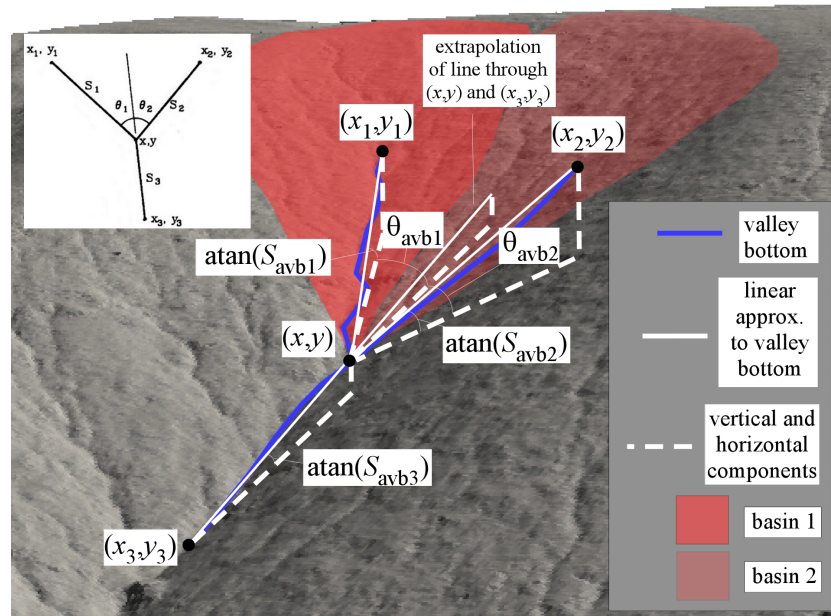 x₁, y₁
x₂, y₂
S₁
θ₁
θ₂
S₂
x,y
S₃
x₃, y₃
extrapolation
of line through
(x,y) and (x₃,y₃)
(x₁,y₁)
(x₂,y₂)
θavb1
atan(Savb1)
θavb2
(x,y)
atan(Savb2)
atan(Savb3)
(x₃,y₃)
valley
bottom
linear
approx.
to valley
bottom
vertical and
horizontal
components
basin 1
basin 2